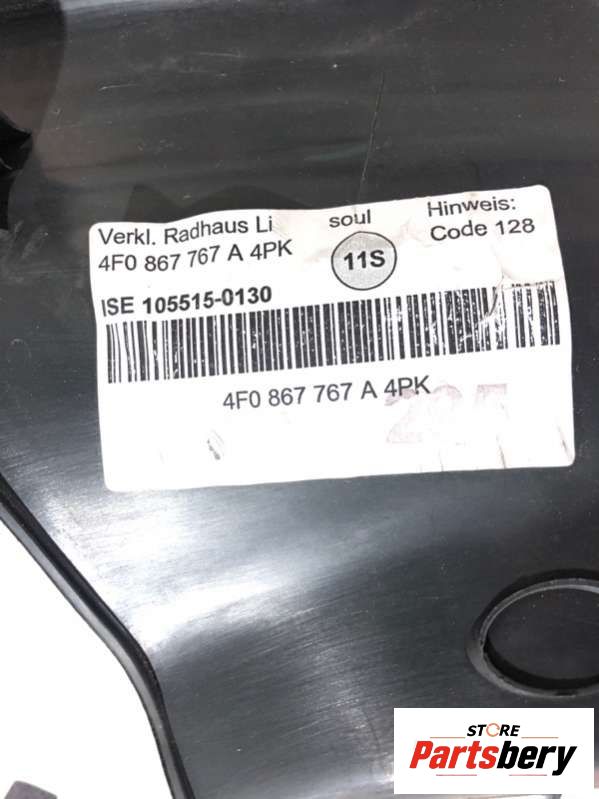 Verkl. Radhaus Li
4F0 867 767 A 4PK
soul
11S
Hinweis:
Code 128
ISE 105515-0130
4F0 867 767 A 4PK
STORE
Partsbery